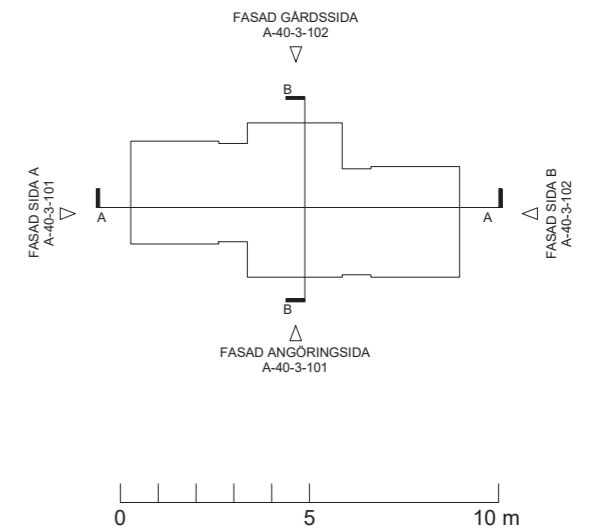 FASAD GÅRDSSIDA
A-40-3-102
B
FASAD SIDA A
A-40-3-101
A
A
FASAD SIDA B
A-40-3-102
B
FASAD ANGÖRINGSIDA
A-40-3-101
0 5 10 m